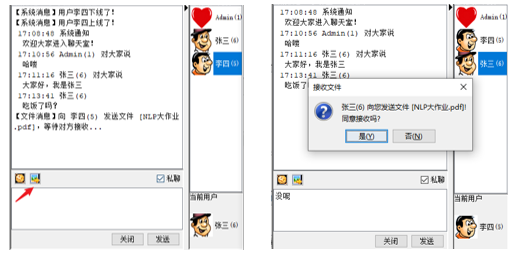 【系统消息】用户李四下线了！
【系统消息】用户李四上线了！
17:08:48 系统通知
欢迎大家进入聊天室！
17:10:56 Admin(1) 对大家说
哈喽
17:11:16 张三(6) 对大家说
大家好，我是张三
17:13:41 张三(6)
吃饭了吗？
【文件消息】向 李四(5) 发送文件 [NLP大作业
.pdf]，等待对方接收...
私聊
关闭
发送
Admin(1)
张三(6)
李四(5)
当前用户
张三(6)
17:08:48 系统通知
欢迎大家进入聊天室！
17:10:56 Admin(1) 对大家说
哈喽
17:11:16 张三(6) 对大家说
大家好，我是张三
17:13:41 张三(6)
吃饭了吗？
接收文件
张三(6) 向您发送文件 [NLP大作业.pdf]!
同意接收吗？
是(Y)
否(N)
私聊
没呢
关闭
发送
Admin(1)
李四(5)
张三(6)
当前用户
李四(5)